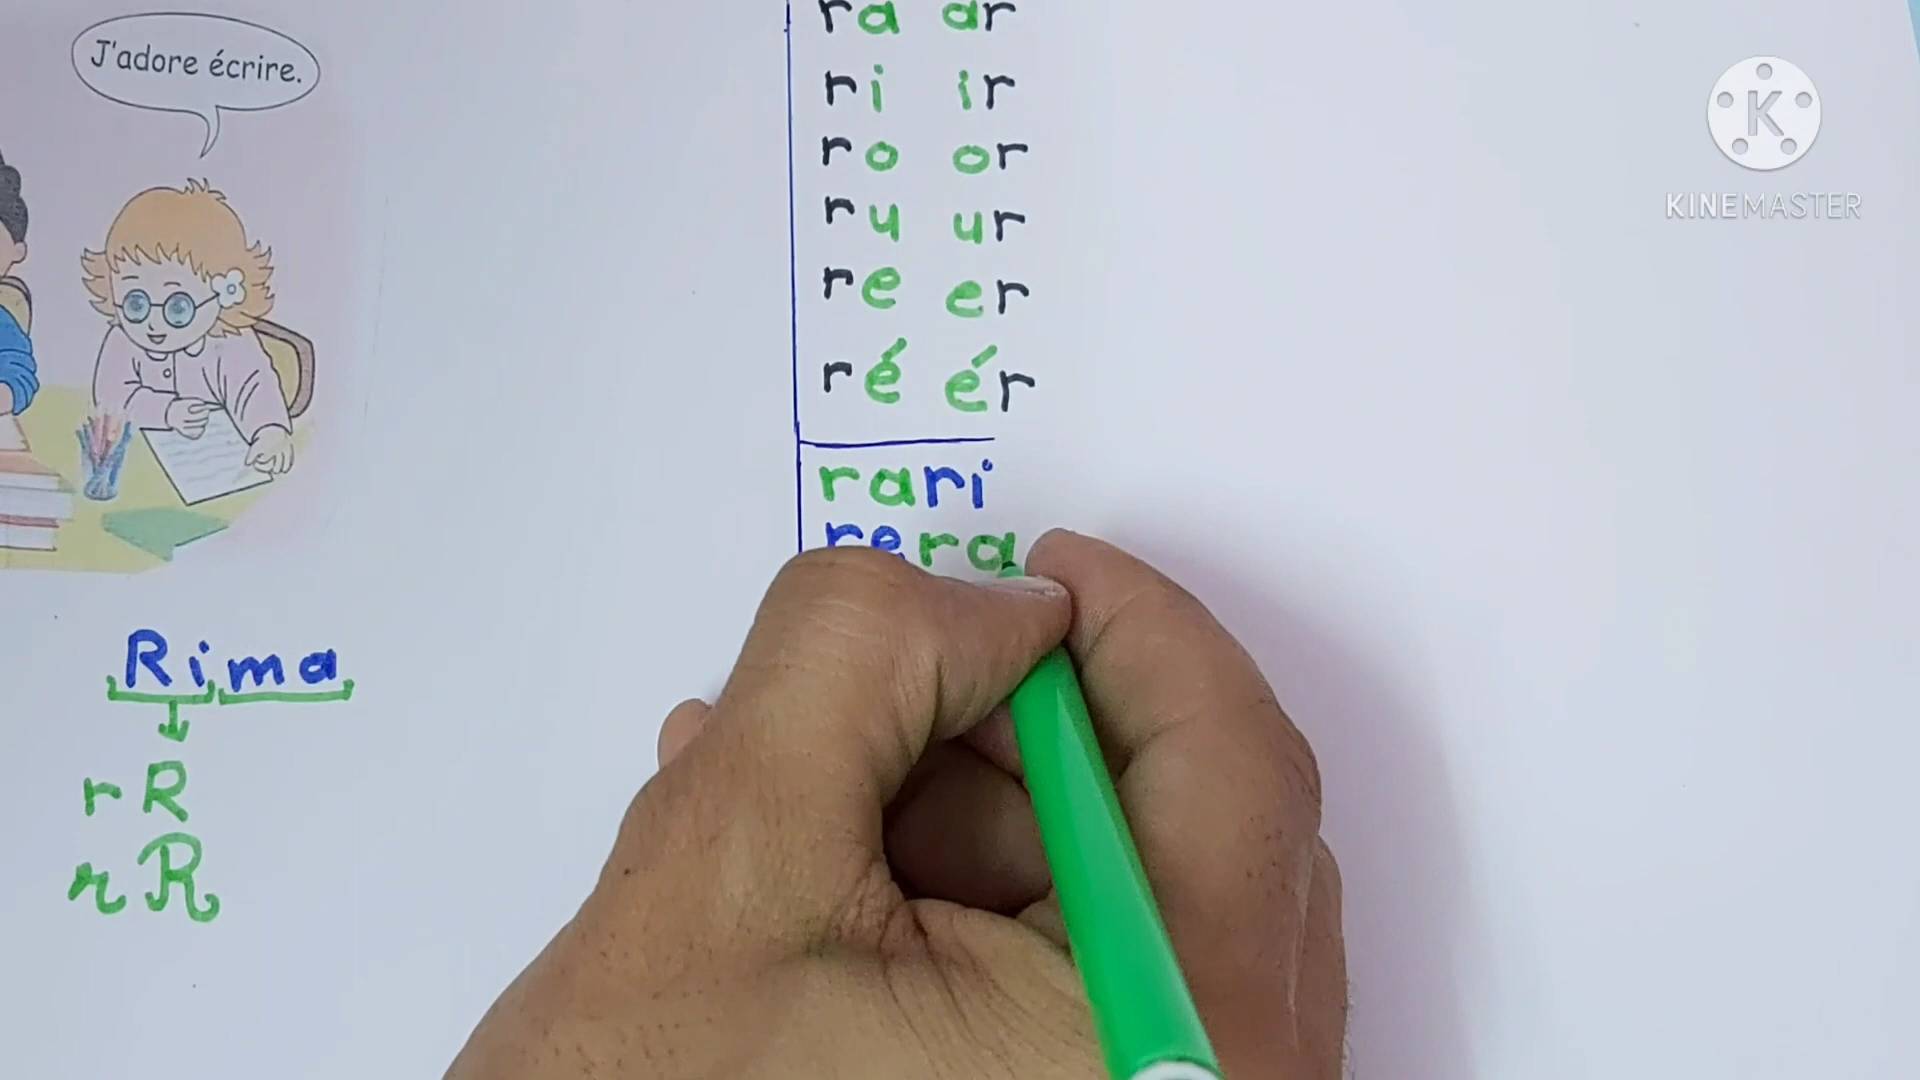 J'adore écrire.
ra ar
ri ir
ro or
ru ur
re er
ré ér
rari
rera
Rima
r R
r R
KINEMASTER